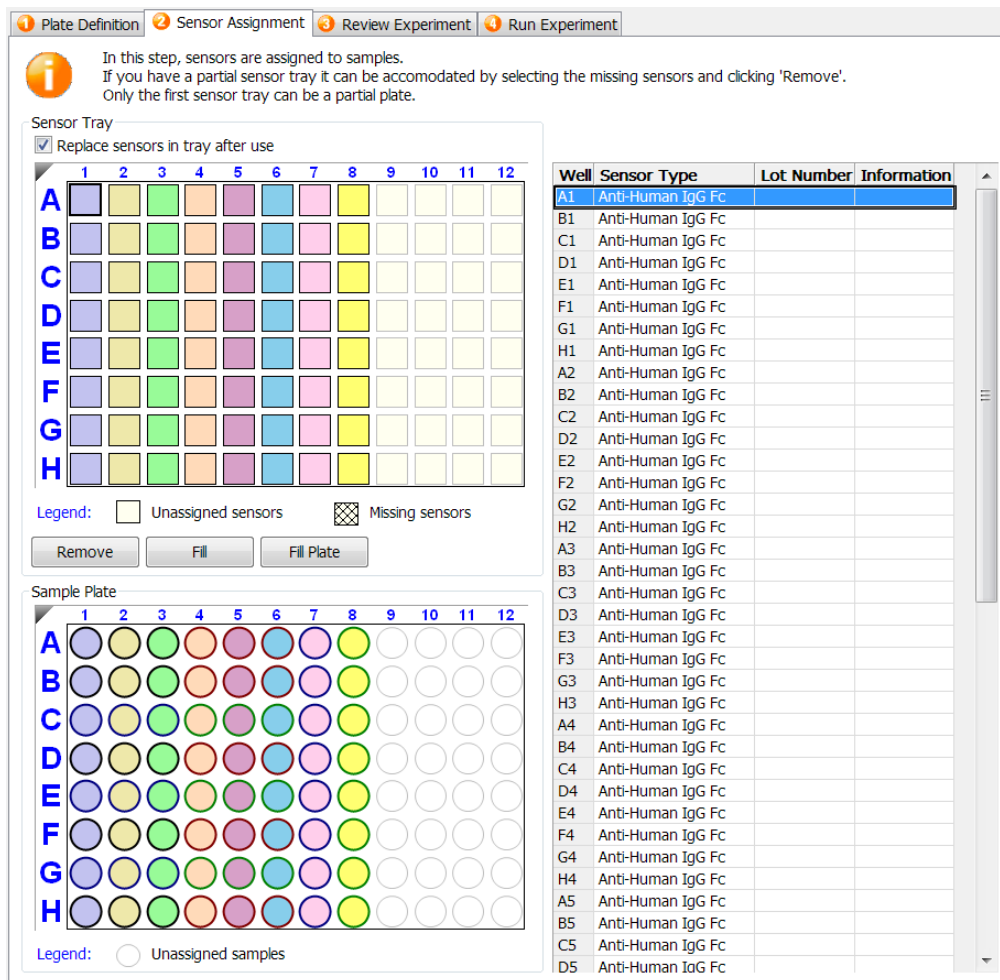 1 Plate Definition 2 Sensor Assignment 3 Review Experiment 4 Run Experiment
i
In this step, sensors are assigned to samples.
If you have a partial sensor tray it can be accomodated by selecting the missing sensors and clicking 'Remove'.
Only the first sensor tray can be a partial plate.
Sensor Tray
Replace sensors in tray after use
1 2 3 4 5 6 7 8 9 10 11 12
A
B
C
D
E
F
G
H
Legend: Unassigned sensors Missing sensors
Remove Fill Fill Plate
Sample Plate
1 2 3 4 5 6 7 8 9 10 11 12
A
B
C
D
E
F
G
H
Legend: Unassigned samples
Well Sensor Type Lot Number Information
A1 Anti-Human IgG Fc
B1 Anti-Human IgG Fc
C1 Anti-Human IgG Fc
D1 Anti-Human IgG Fc
E1 Anti-Human IgG Fc
F1 Anti-Human IgG Fc
G1 Anti-Human IgG Fc
H1 Anti-Human IgG Fc
A2 Anti-Human IgG Fc
B2 Anti-Human IgG Fc
C2 Anti-Human IgG Fc
D2 Anti-Human IgG Fc
E2 Anti-Human IgG Fc
F2 Anti-Human IgG Fc
G2 Anti-Human IgG Fc
H2 Anti-Human IgG Fc
A3 Anti-Human IgG Fc
B3 Anti-Human IgG Fc
C3 Anti-Human IgG Fc
D3 Anti-Human IgG Fc
E3 Anti-Human IgG Fc
F3 Anti-Human IgG Fc
G3 Anti-Human IgG Fc
H3 Anti-Human IgG Fc
A4 Anti-Human IgG Fc
B4 Anti-Human IgG Fc
C4 Anti-Human IgG Fc
D4 Anti-Human IgG Fc
E4 Anti-Human IgG Fc
F4 Anti-Human IgG Fc
G4 Anti-Human IgG Fc
H4 Anti-Human IgG Fc
A5 Anti-Human IgG Fc
B5 Anti-Human IgG Fc
C5 Anti-Human IgG Fc
D5 Anti-Human IgG Fc